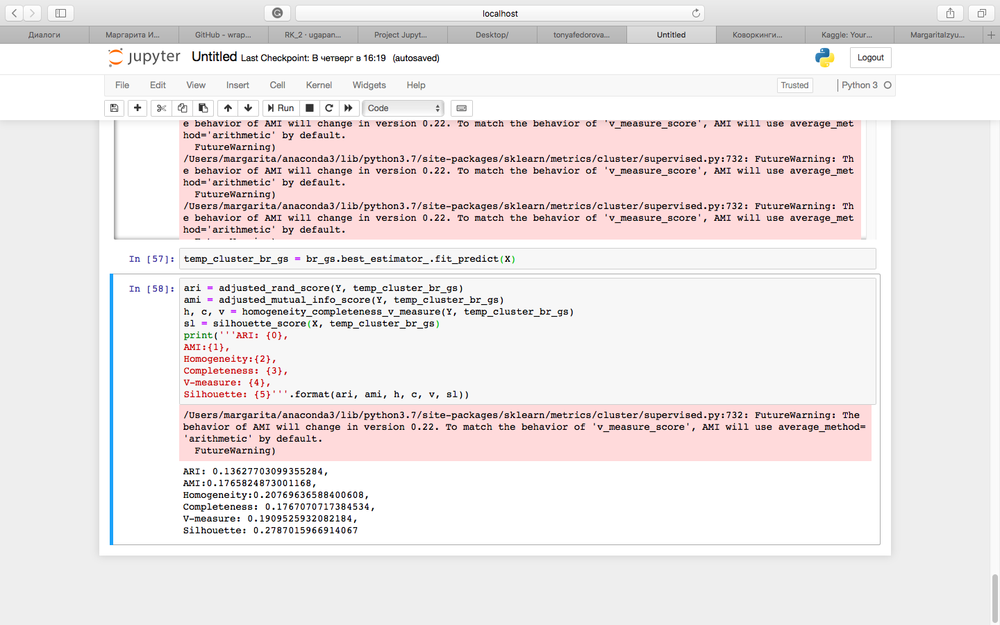 localhost
Диалоги
Маргарита И...
GitHub - wrap...
RK_2 · ugapan...
Project Jupyt...
Desktop/
tonyafedorova...
Untitled
Коворкинги...
Kaggle: Your...
MargaritaIzyu...
jupyter Untitled Last Checkpoint: В четверг в 16:19 (autosaved)
Logout
File Edit View Insert Cell Kernel Widgets Help
Trusted
Python 3
Run
Code
e behavior of AMI will change in version 0.22. To match the behavior of 'v_measure_score', AMI will use average_met
hod='arithmetic' by default.
FutureWarning)
/Users/margarita/anaconda3/lib/python3.7/site-packages/sklearn/metrics/cluster/supervised.py:732: FutureWarning: Th
e behavior of AMI will change in version 0.22. To match the behavior of 'v_measure_score', AMI will use average_met
hod='arithmetic' by default.
FutureWarning)
/Users/margarita/anaconda3/lib/python3.7/site-packages/sklearn/metrics/cluster/supervised.py:732: FutureWarning: Th
e behavior of AMI will change in version 0.22. To match the behavior of 'v_measure_score', AMI will use average_met
hod='arithmetic' by default.
In [57]: temp_cluster_br_gs = br_gs.best_estimator_.fit_predict(X)
In [58]: ari = adjusted_rand_score(Y, temp_cluster_br_gs)
ami = adjusted_mutual_info_score(Y, temp_cluster_br_gs)
h, c, v = homogeneity_completeness_v_measure(Y, temp_cluster_br_gs)
sl = silhouette_score(X, temp_cluster_br_gs)
print('''ARI: {0},
AMI:{1},
Homogeneity:{2},
Completeness: {3},
V-measure: {4},
Silhouette: {5}'''.format(ari, ami, h, c, v, sl))
/Users/margarita/anaconda3/lib/python3.7/site-packages/sklearn/metrics/cluster/supervised.py:732: FutureWarning: The
behavior of AMI will change in version 0.22. To match the behavior of 'v_measure_score', AMI will use average_method=
'arithmetic' by default.
FutureWarning)
ARI: 0.13627703099355284,
AMI:0.1765824873001168,
Homogeneity:0.20769636588400608,
Completeness: 0.1767070717384534,
V-measure: 0.1909525932082184,
Silhouette: 0.2787015966914067